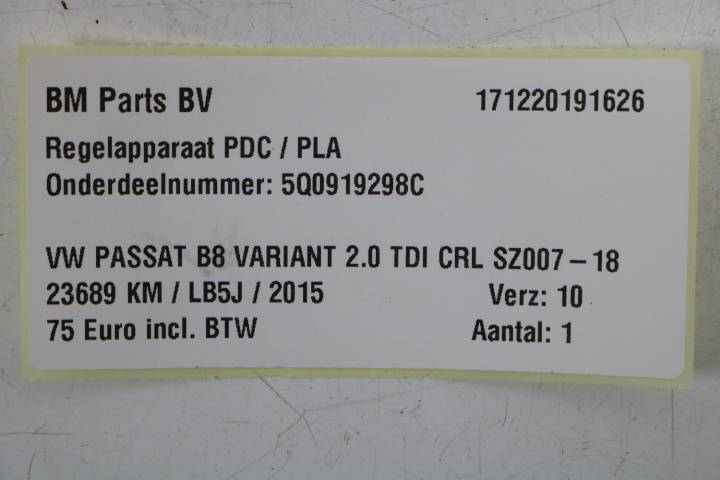 BM Parts BV 171220191626
Regelapparaat PDC / PLA
Onderdeelnummer: 5Q0919298C
VW PASSAT B8 VARIANT 2.0 TDI CRL SZ007-18
23689 KM / LB5J / 2015 Verz: 10
75 Euro incl. BTW Aantal: 1